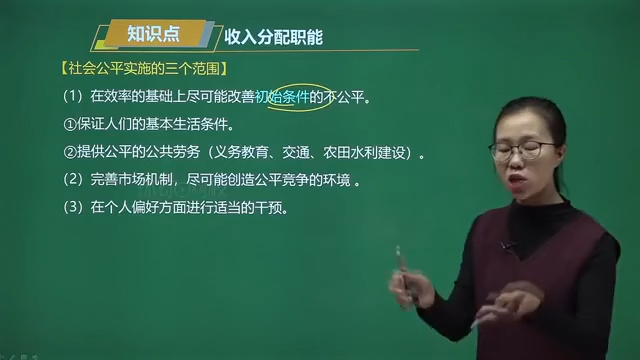 知识点
收入分配职能
【社会公平实施的三个范围】
（1）在效率的基础上尽可能改善初始条件的不公平。
①保证人们的基本生活条件。
②提供公平的公共劳务（义务教育、交通、农田水利建设）。
（2）完善市场机制，尽可能创造公平竞争的环境 。
（3）在个人偏好方面进行适当的干预。